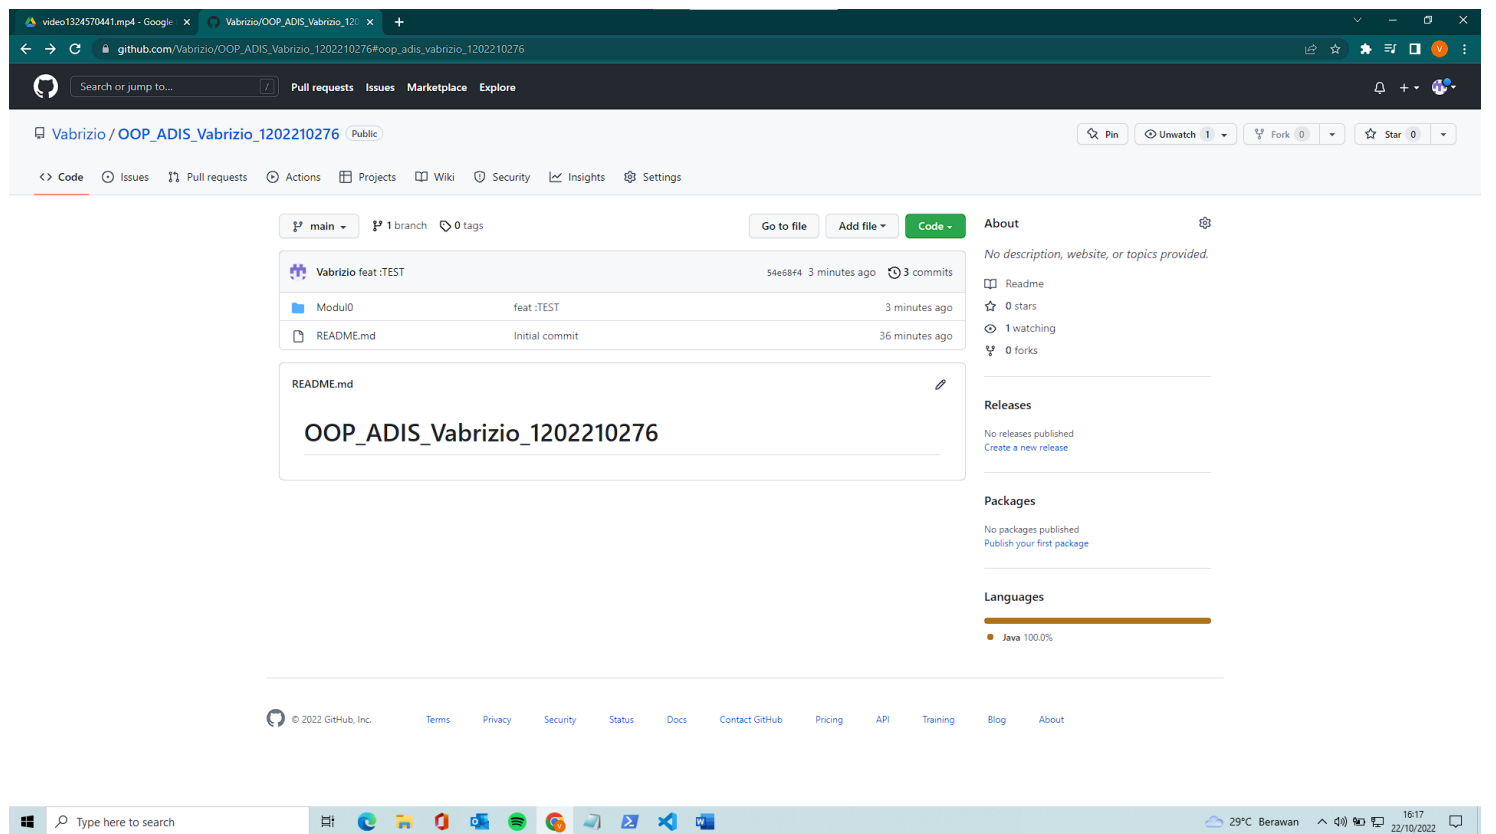 video1324570441.mp4 - Google
Vabrizio/OOP_ADIS_Vabrizio_120
github.com/Vabrizio/OOP_ADIS_Vabrizio_1202210276#oop_adis_vabrizio_1202210276
V
Search or jump to...
/
Pull requests
Issues
Marketplace
Explore
Vabrizio / OOP_ADIS_Vabrizio_1202210276
Public
Pin
Unwatch 1
Fork 0
Star 0
Code
Issues
Pull requests
Actions
Projects
Wiki
Security
Insights
Settings
main
1 branch
0 tags
Go to file
Add file
Code
Vabrizio feat :TEST
54e68f4 3 minutes ago
3 commits
Modul0
feat :TEST
3 minutes ago
README.md
Initial commit
36 minutes ago
README.md
OOP_ADIS_Vabrizio_1202210276
About
No description, website, or topics provided.
Readme
0 stars
1 watching
0 forks
Releases
No releases published
Create a new release
Packages
No packages published
Publish your first package
Languages
Java 100.0%
© 2022 GitHub, Inc.
Terms
Privacy
Security
Status
Docs
Contact GitHub
Pricing
API
Training
Blog
About
Type here to search
29°C Berawan
16:17
22/10/2022